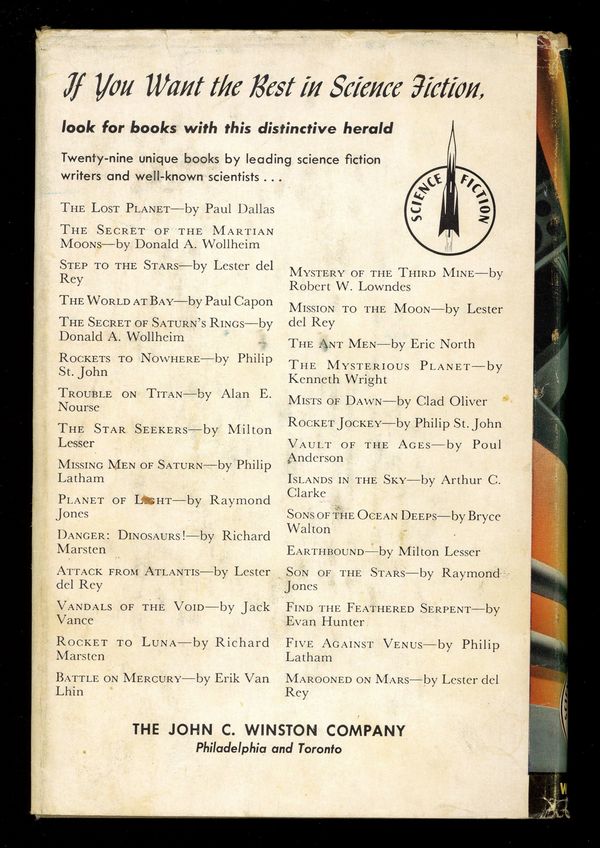 If You Want the Best in Science Fiction,
look for books with this distinctive herald
Twenty-nine unique books by leading science fiction
writers and well-known scientists . . .
SCIENCE FICTION
THE LOST PLANET—by Paul Dallas
THE SECRET OF THE MARTIAN
MOONS—by Donald A. Wollheim
STEP TO THE STARS—by Lester del
Rey
THE WORLD AT BAY—by Paul Capon
THE SECRET OF SATURN'S RINGS—by
Donald A. Wollheim
ROCKETS TO NOWHERE—by Philip
St. John
TROUBLE ON TITAN—by Alan E.
Nourse
THE STAR SEEKERS—by Milton
Lesser
MISSING MEN OF SATURN—by Philip
Latham
PLANET OF LIGHT—by Raymond
Jones
DANGER: DINOSAURS!—by Richard
Marsten
ATTACK FROM ATLANTIS—by Lester
del Rey
VANDALS OF THE VOID—by Jack
Vance
ROCKET TO LUNA—by Richard
Marsten
BATTLE ON MERCURY—by Erik Van
Lhin
MYSTERY OF THE THIRD MINE—by
Robert W. Lowndes
MISSION TO THE MOON—by Lester
del Rey
THE ANT MEN—by Eric North
THE MYSTERIOUS PLANET—by
Kenneth Wright
MISTS OF DAWN—by Clad Oliver
ROCKET JOCKEY—by Philip St. John
VAULT OF THE AGES—by Poul
Anderson
ISLANDS IN THE SKY—by Arthur C.
Clarke
SONS OF THE OCEAN DEEPS—by Bryce
Walton
EARTHBOUND—by Milton Lesser
SON OF THE STARS—by Raymond
Jones
FIND THE FEATHERED SERPENT—by
Evan Hunter
FIVE AGAINST VENUS—by Philip
Latham
MAROONED ON MARS—by Lester del
Rey
THE JOHN C. WINSTON COMPANY
Philadelphia and Toronto